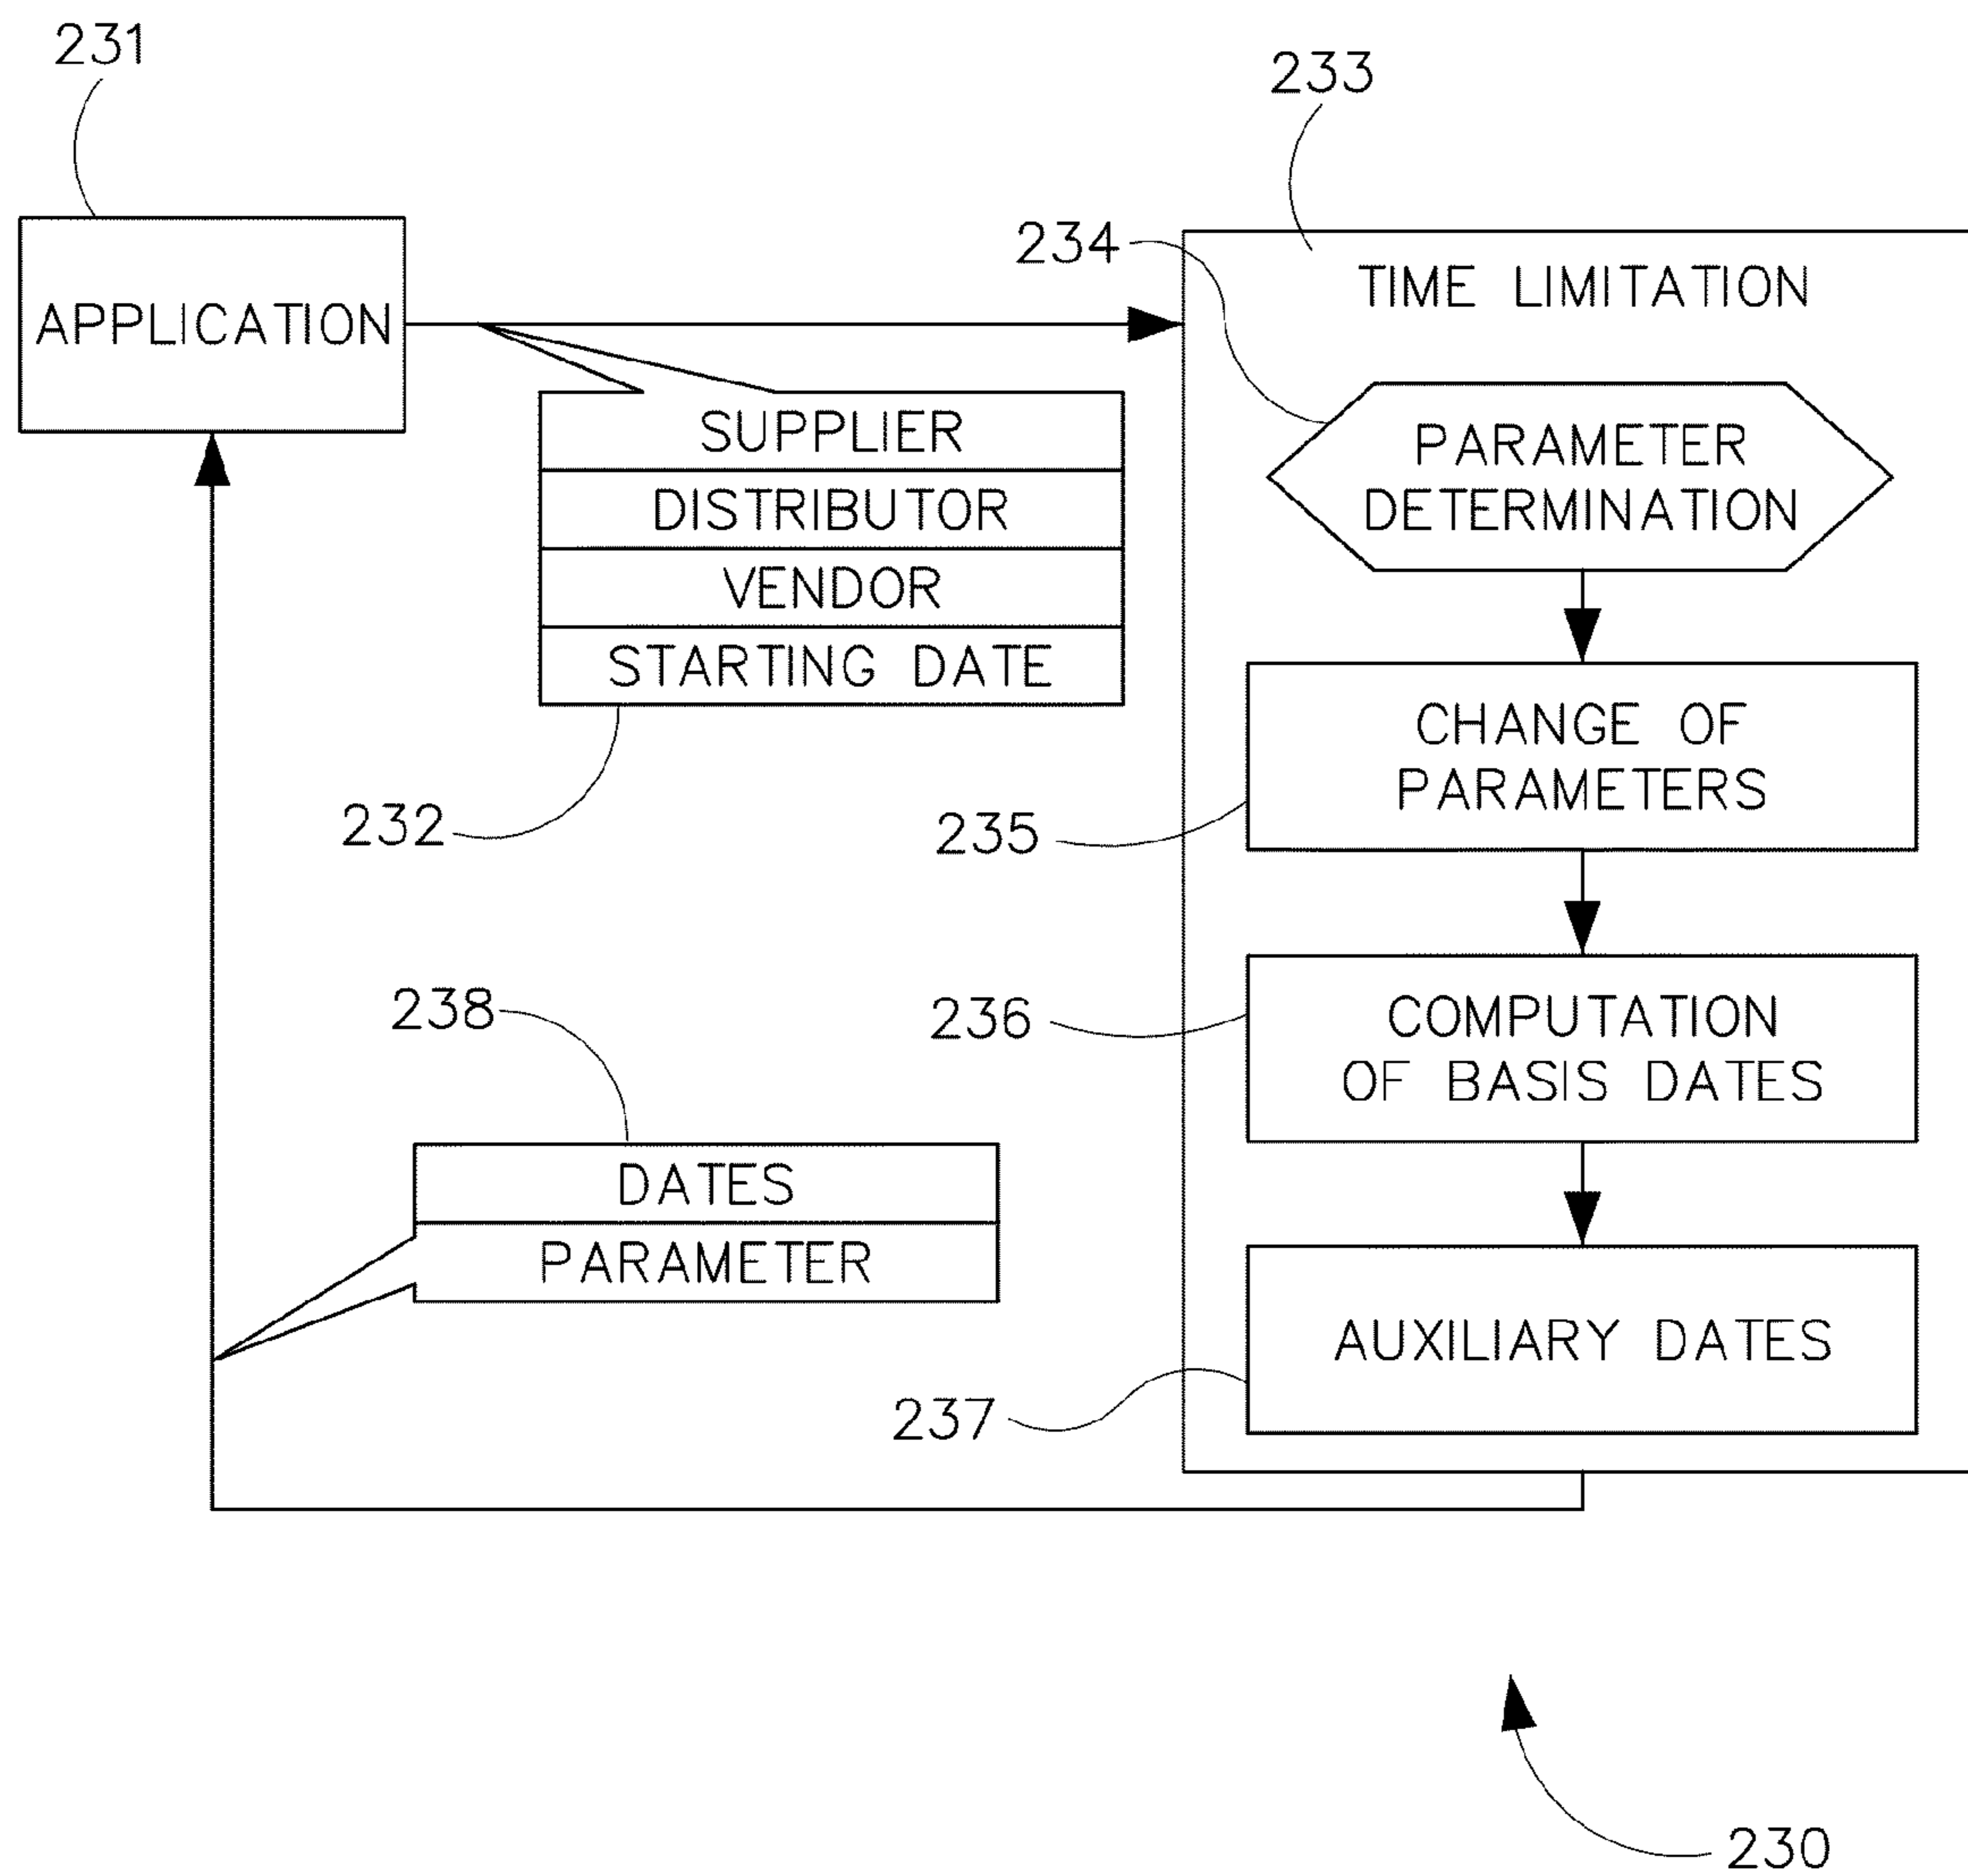 231
233
234
TIME LIMITATION
APPLICATION
SUPPLIER
DISTRIBUTOR
VENDOR
STARTING DATE
232
PARAMETER
DETERMINATION
CHANGE OF
PARAMETERS
235
238
236
COMPUTATION
OF BASIS DATES
DATES
PARAMETER
AUXILIARY DATES
237
230